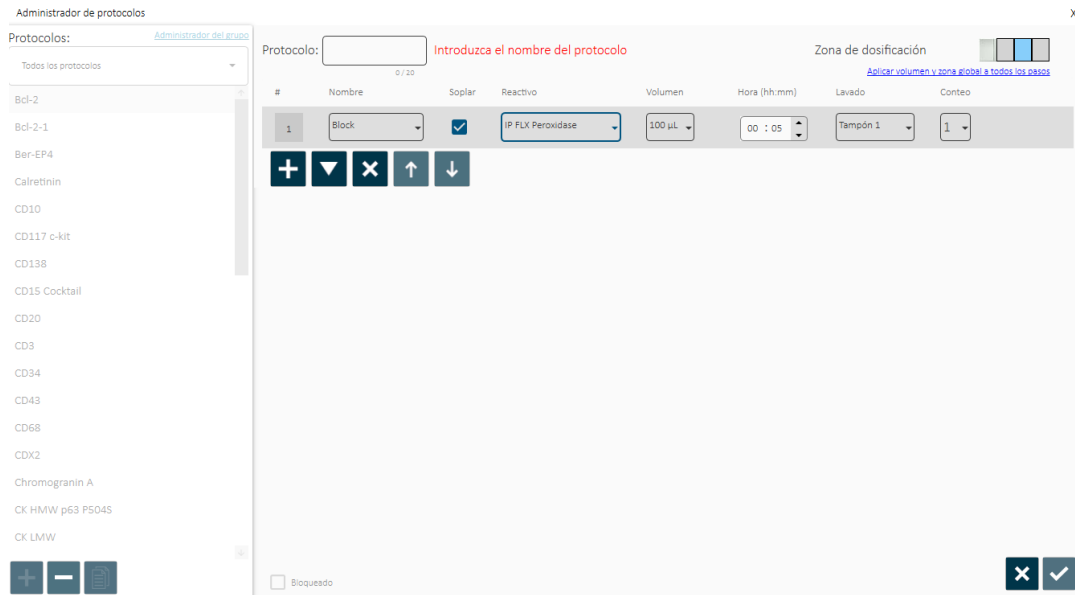 Administrador de protocolos X
Protocolos: Administrador del grupo
Todos los protocolos
Bcl-2
Bcl-2-1
Ber-EP4
Calretinin
CD10
CD117 c-kit
CD138
CD15 Cocktail
CD20
CD3
CD34
CD43
CD68
CDX2
Chromogranin A
CK HMW p63 P504S
CK LMW
Protocolo: Introduzca el nombre del protocolo Zona de dosificación
0 / 20 Aplicar volumen y zona global a todos los pasos
# Nombre Soplar Reactivo Volumen Hora (hh:mm) Lavado Conteo
1 Block IP FLX Peroxidase 100 µL 00 : 05 Tampón 1 1
Bloqueado